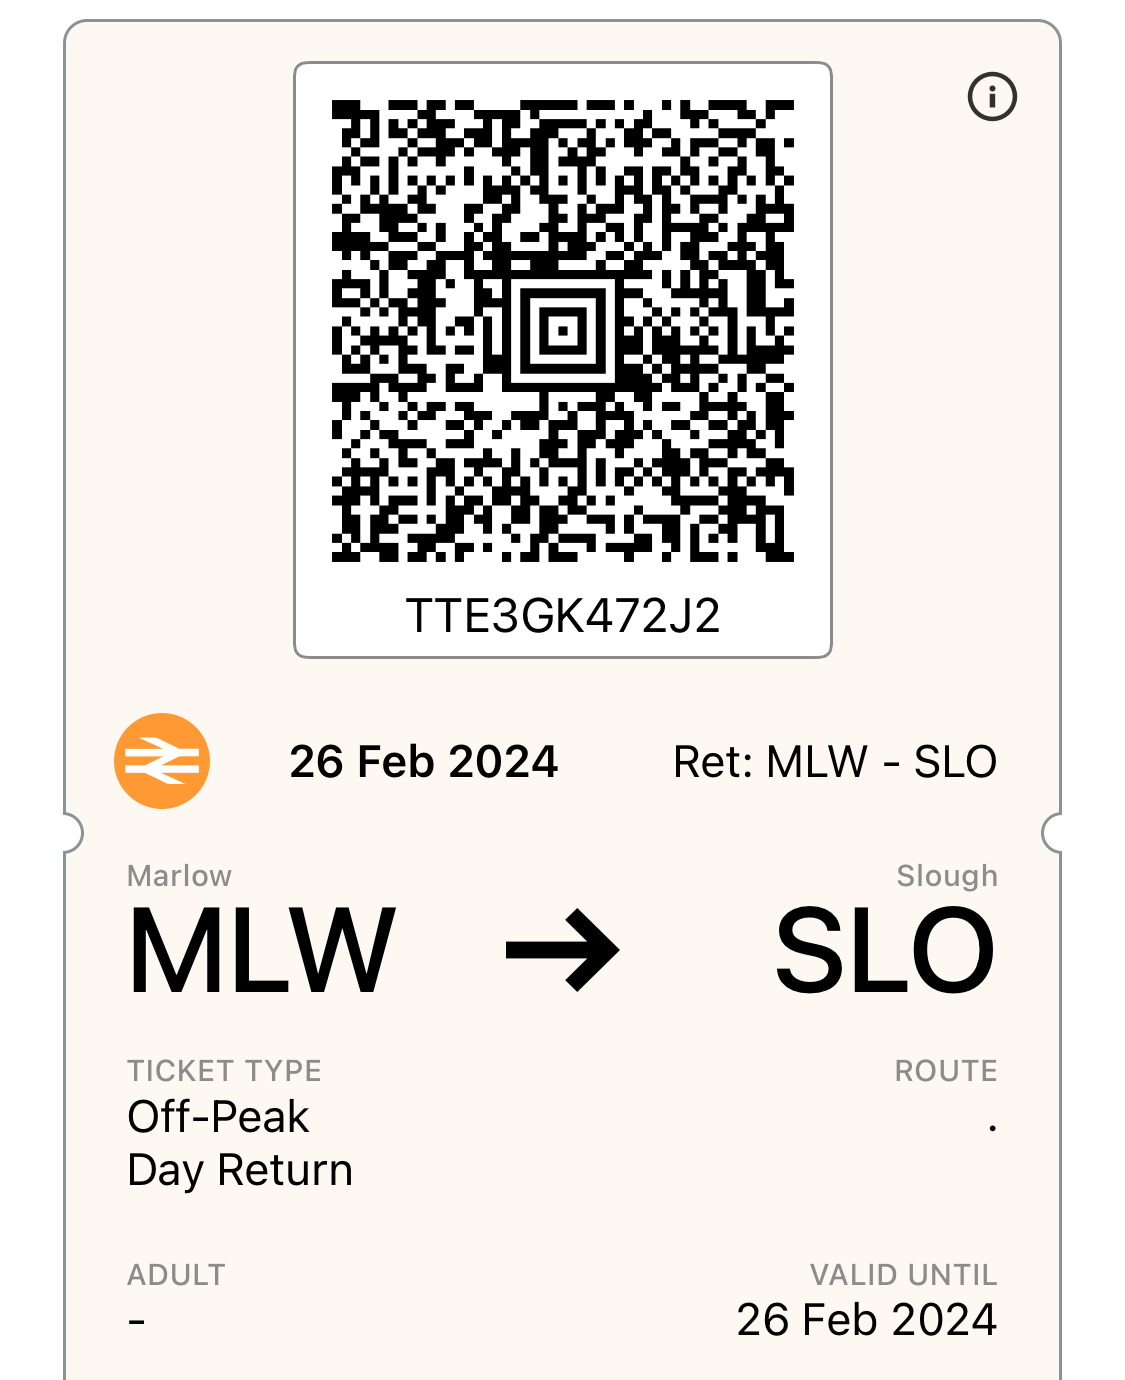 TTE3GK472J2
26 Feb 2024 Ret: MLW - SLO
Marlow Slough
MLW → SLO
TICKET TYPE ROUTE
Off-Peak .
Day Return
ADULT VALID UNTIL
- 26 Feb 2024